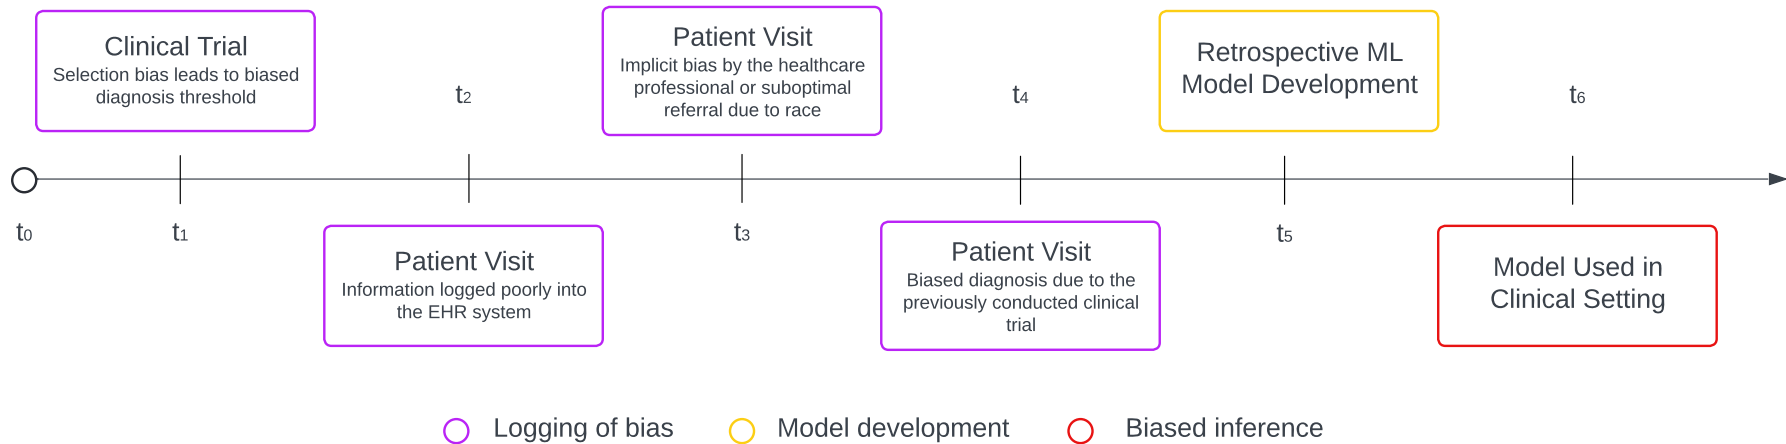 Clinical Trial
Selection bias leads to biased
diagnosis threshold
t2
Patient Visit
Implicit bias by the healthcare
professional or suboptimal
referral due to race
t4
Retrospective ML
Model Development
t6
t0
t1
Patient Visit
Information logged poorly into
the EHR system
t3
Patient Visit
Biased diagnosis due to the
previously conducted clinical
trial
t5
Model Used in
Clinical Setting
Logging of bias
Model development
Biased inference